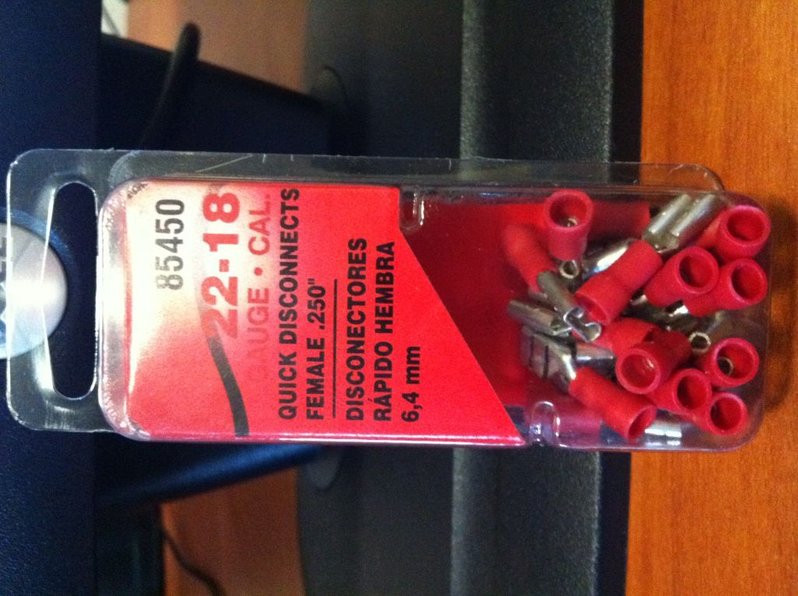 85450
22-18
GAUGE • CAL.
QUICK DISCONNECTS
FEMALE .250"
DISCONECTORES
RÁPIDO HEMBRA
6,4 mm